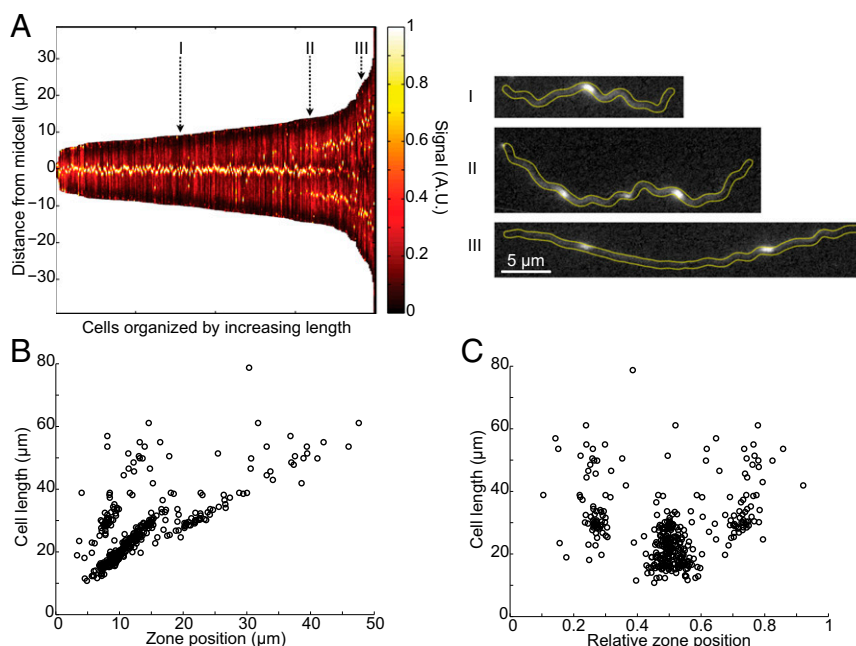 A
I II III
30
20
10
0
−10
−20
−30
Distance from midcell (µm)
Cells organized by increasing length
1
0.8
0.6
0.4
0.2
0
Signal (A.U.)
I
II
III
5 µm
B
80
60
40
20
0
Cell length (µm)
0 10 20 30 40 50
Zone position (µm)
C
80
60
40
20
0
Cell length (µm)
0 0.2 0.4 0.6 0.8 1
Relative zone position